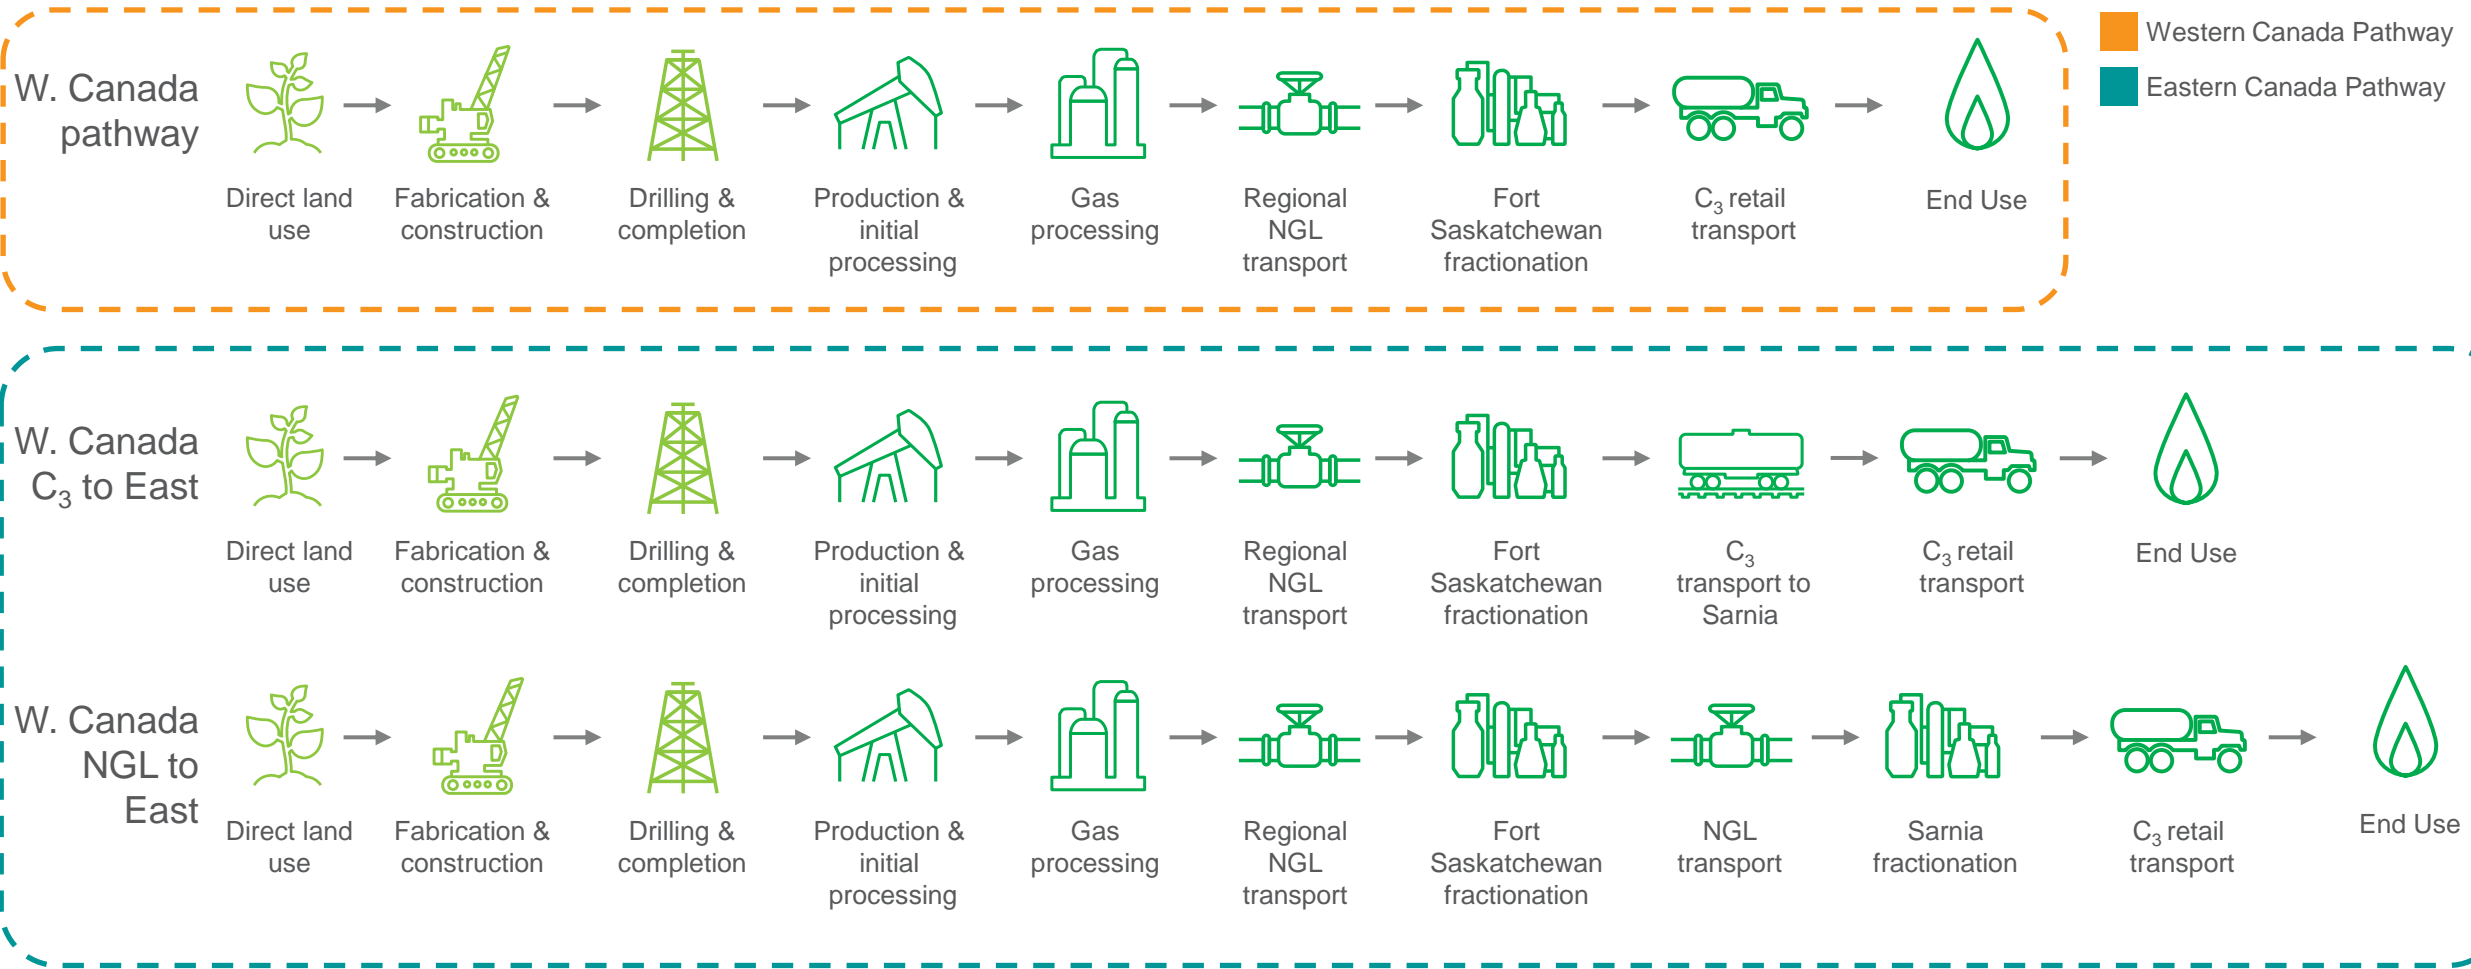 Western Canada Pathway
Eastern Canada Pathway
W. Canada
pathway
Direct land
use
Fabrication &
construction
Drilling &
completion
Production &
initial
processing
Gas
processing
Regional
NGL
transport
Fort
Saskatchewan
fractionation
C₃ retail
transport
End Use
W. Canada
C₃ to East
Direct land
use
Fabrication &
construction
Drilling &
completion
Production &
initial
processing
Gas
processing
Regional
NGL
transport
Fort
Saskatchewan
fractionation
C₃
transport to
Sarnia
C₃ retail
transport
End Use
W. Canada
NGL to
East
Direct land
use
Fabrication &
construction
Drilling &
completion
Production &
initial
processing
Gas
processing
Regional
NGL
transport
Fort
Saskatchewan
fractionation
NGL
transport
Sarnia
fractionation
C₃ retail
transport
End Use